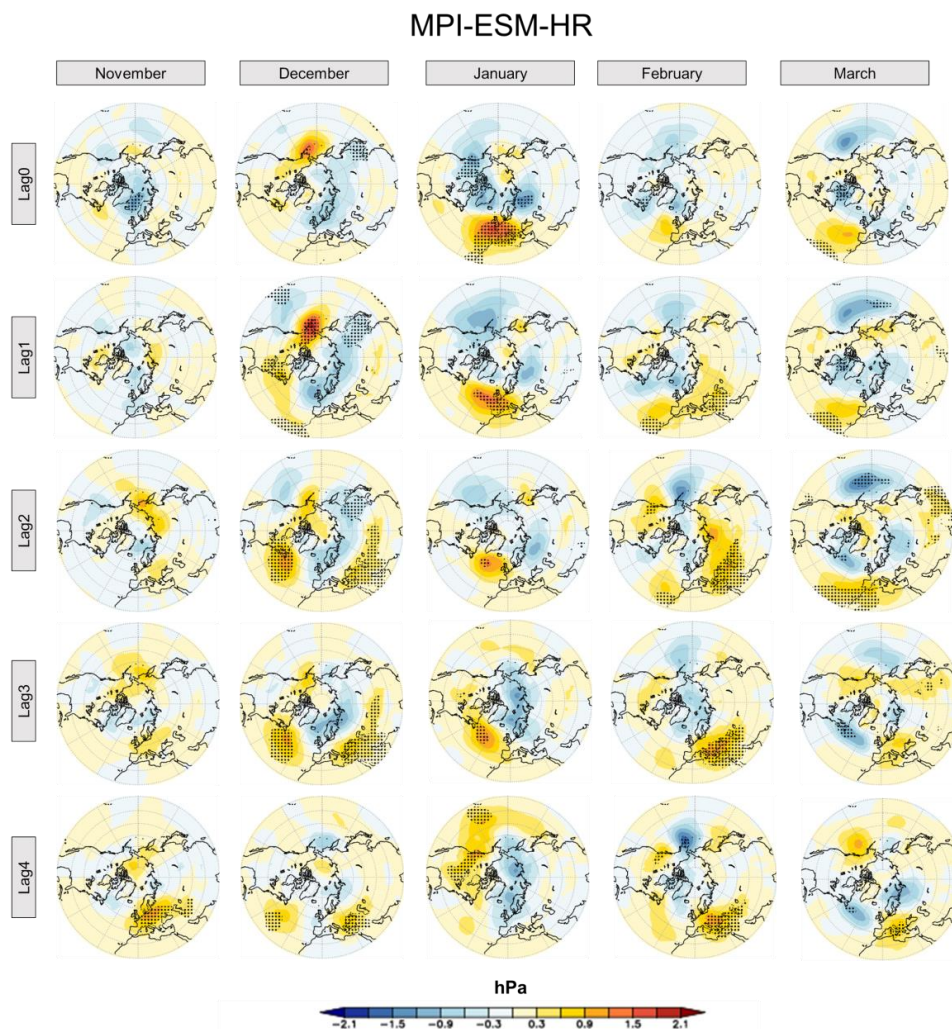 MPI-ESM-HR
November December January February March
Lag0
Lag1
Lag2
Lag3
Lag4
hPa
−2.1 −1.5 −0.9 −0.3 0.3 0.9 1.5 2.1